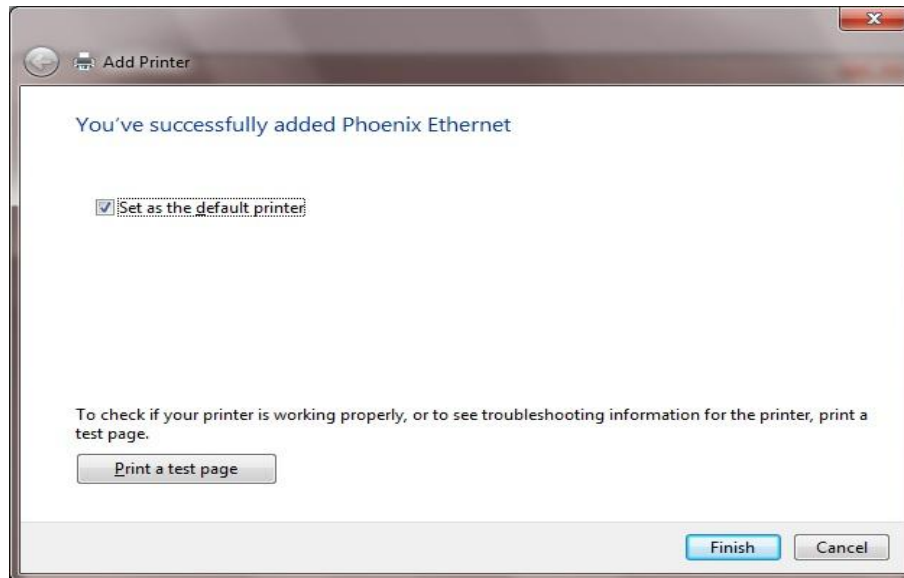 Add Printer
You've successfully added Phoenix Ethernet
Set as the default printer
To check if your printer is working properly, or to see troubleshooting information for the printer, print a
test page.
Print a test page
Finish Cancel